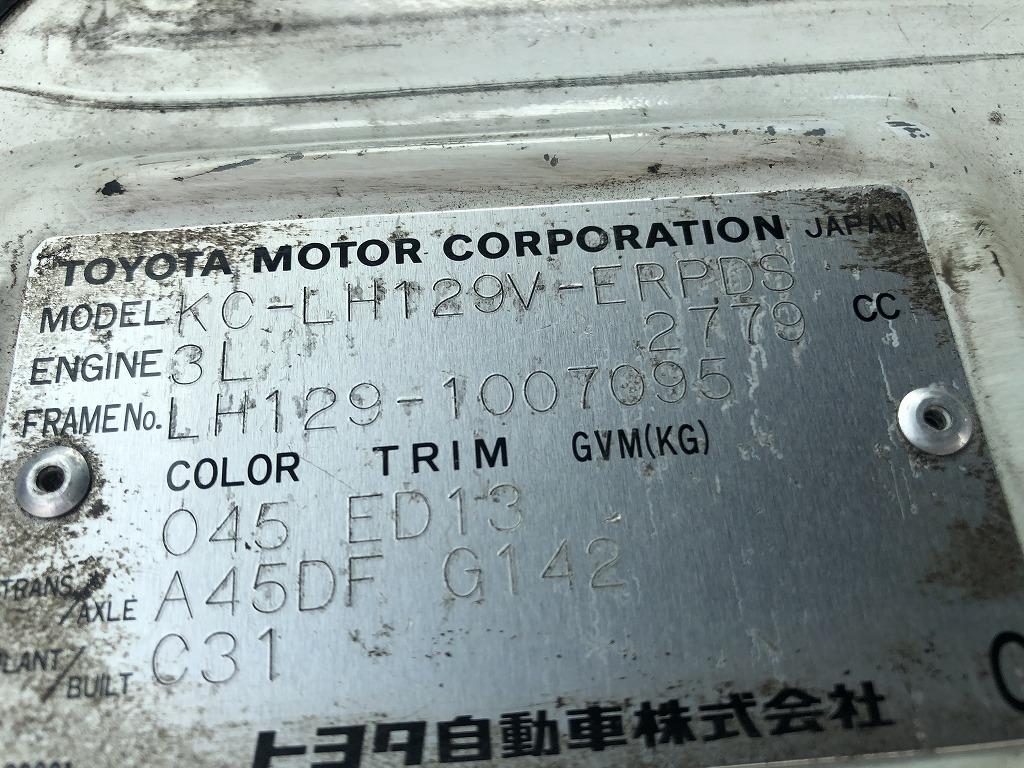 TOYOTA MOTOR CORPORATION JAPAN
MODEL KC-LH129V-ERPDS
ENGINE 3L 2779 CC
FRAME No. LH129-1007095
COLOR TRIM GVM(KG)
045 ED13
TRANS/AXLE A45DF G142
PLANT/BUILT C31
トヨタ自動車株式会社